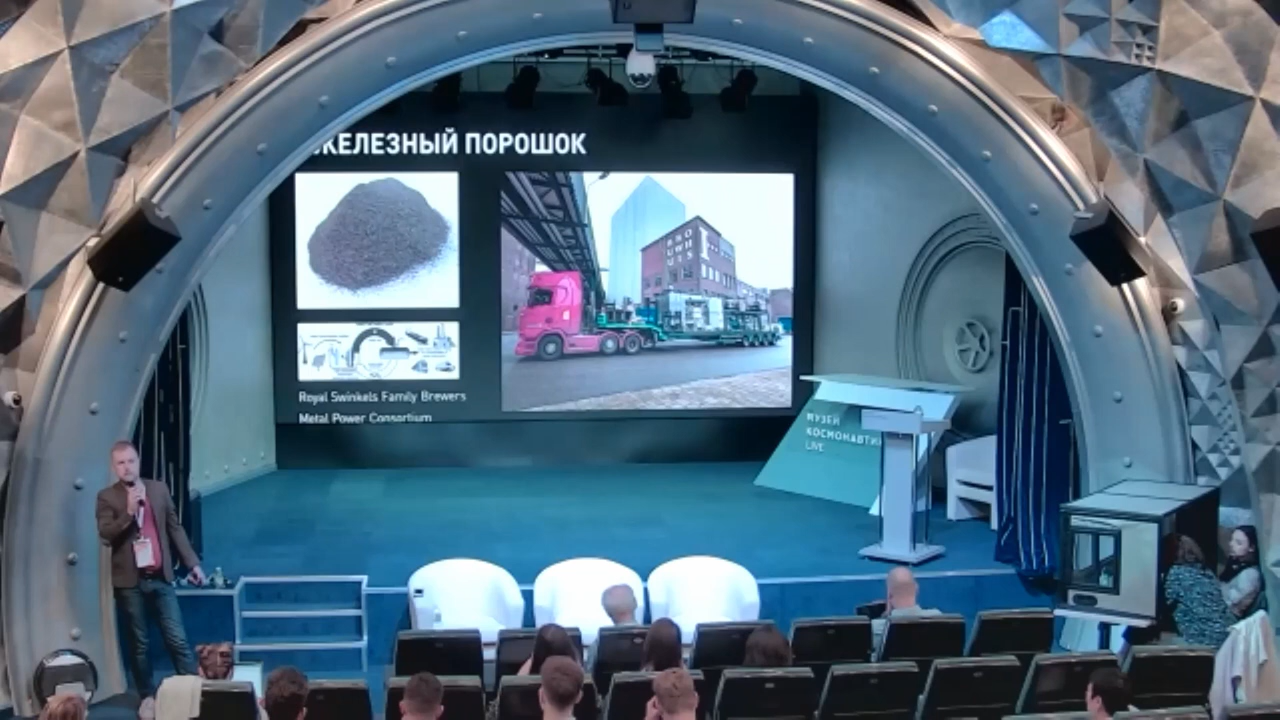 ЖЕЛЕЗНЫЙ ПОРОШОК
Royal Swinkels Family Brewers
Metal Power Consortium
МУЗЕЙ
КОСМОНАВТИКИ
LIVE